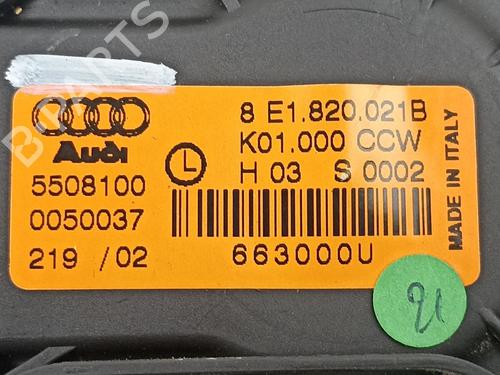 Audi
5508100
0050037
219 / 02
8 E1.820.021B
K01.000 CCW
L
H 03 S 0002
663000U
MADE IN ITALY
21
BPARTS